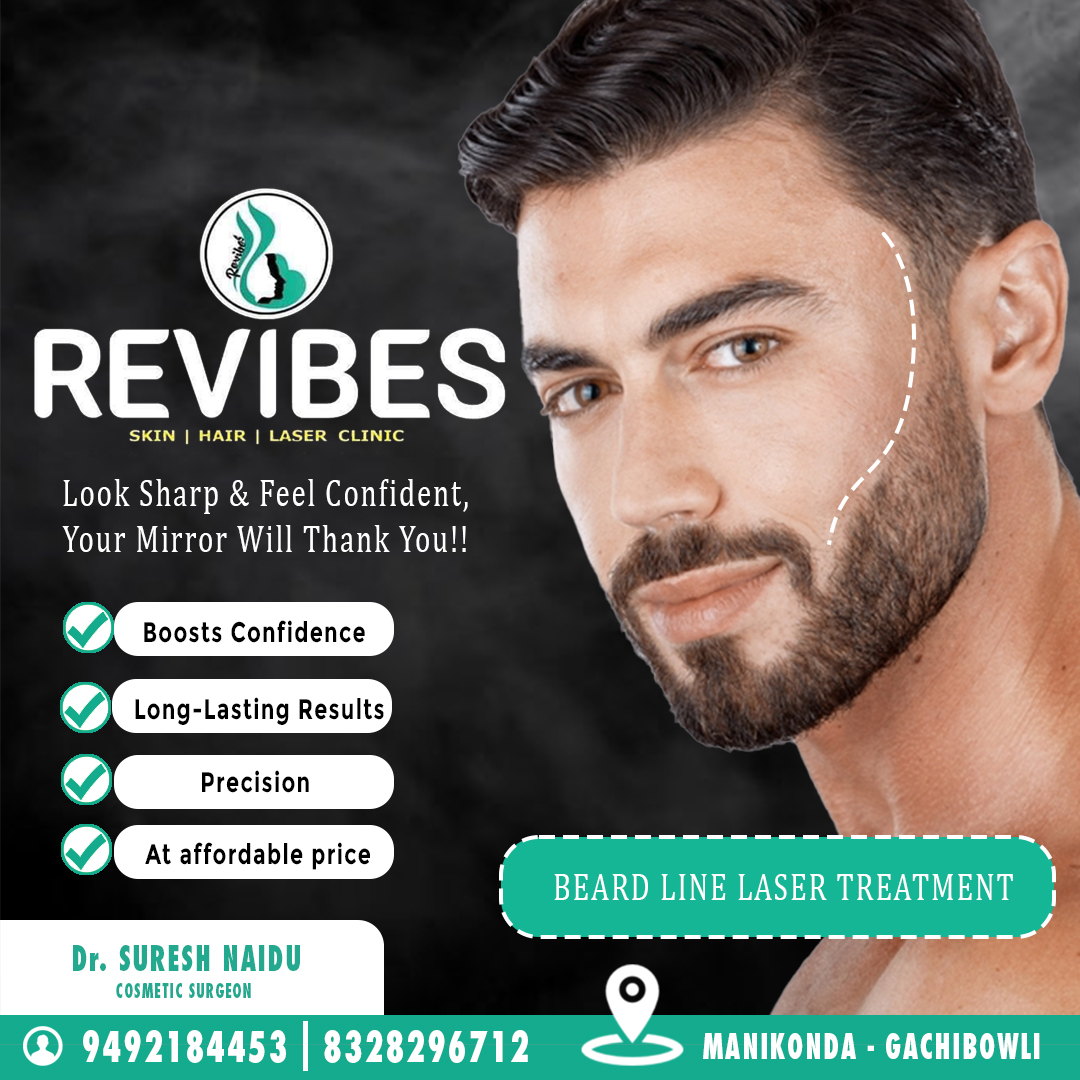 Revibes
REVIBES
SKIN | HAIR | LASER CLINIC
Look Sharp & Feel Confident,
Your Mirror Will Thank You!!
Boosts Confidence
Long-Lasting Results
Precision
At affordable price
BEARD LINE LASER TREATMENT
Dr. SURESH NAIDU
COSMETIC SURGEON
9492184453 | 8328296712
MANIKONDA - GACHIBOWLI